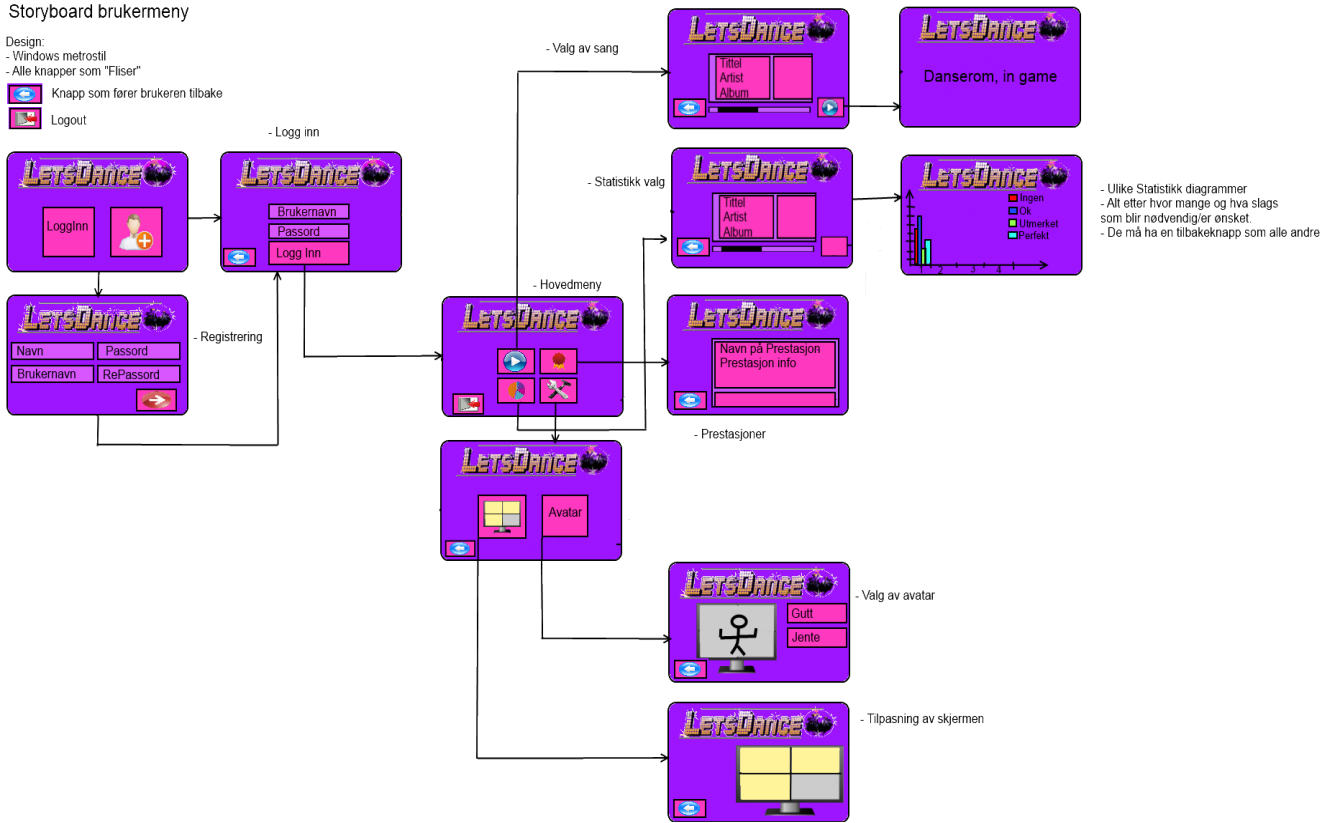 Storyboard brukermeny
Design:
- Windows metrostil
- Alle knapper som "Fliser"
Knapp som fører brukeren tilbake
Logout
LETSDANCE
LoggInn
- Logg inn
LETSDANCE
Brukernavn
Passord
Logg Inn
LETSDANCE
Navn
Passord
Brukernavn
RePassord
- Registrering
- Hovedmeny
LETSDANCE
- Valg av sang
LETSDANCE
Tittel
Artist
Album
LETSDANCE
Danserom, in game
- Statistikk valg
LETSDANCE
Tittel
Artist
Album
LETSDANCE
Ingen
Ok
Utmerket
Perfekt
1
2
3
4
- Ulike Statistikk diagrammer
- Alt etter hvor mange og hva slags
som blir nødvendig/er ønsket.
- De må ha en tilbakeknapp som alle andre
LETSDANCE
Navn på Prestasjon
Prestasjon info
- Prestasjoner
LETSDANCE
Avatar
LETSDANCE
Gutt
Jente
- Valg av avatar
LETSDANCE
- Tilpasning av skjermen